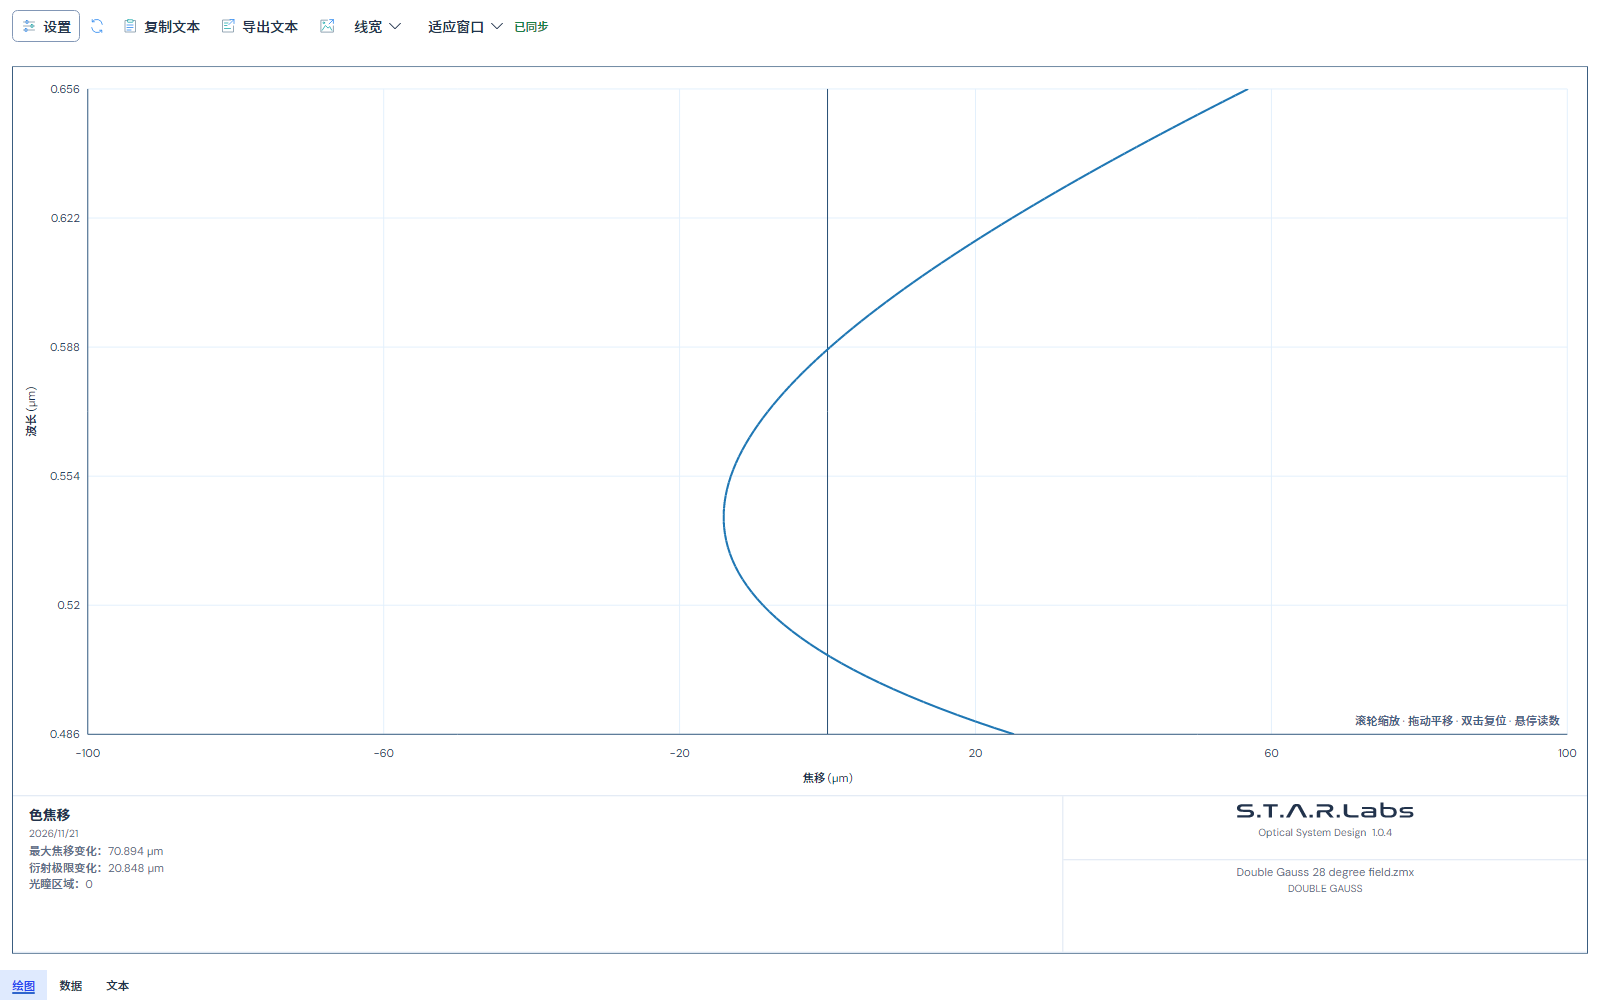 设置 复制文本 导出文本 线宽 适应窗口 已同步
0.656
0.622
0.588
0.554
0.52
0.486
波长 (μm)
-100 -60 -20 20 60 100
焦移 (μm)
滚轮缩放 · 拖动平移 · 双击复位 · 悬停读数
色焦移
2026/11/21
最大焦移变化：70.894 μm
衍射极限变化：20.848 μm
光瞳区域：0
S.T.A.R.Labs
Optical System Design 1.0.4
Double Gauss 28 degree field.zmx
DOUBLE GAUSS
绘图 数据 文本